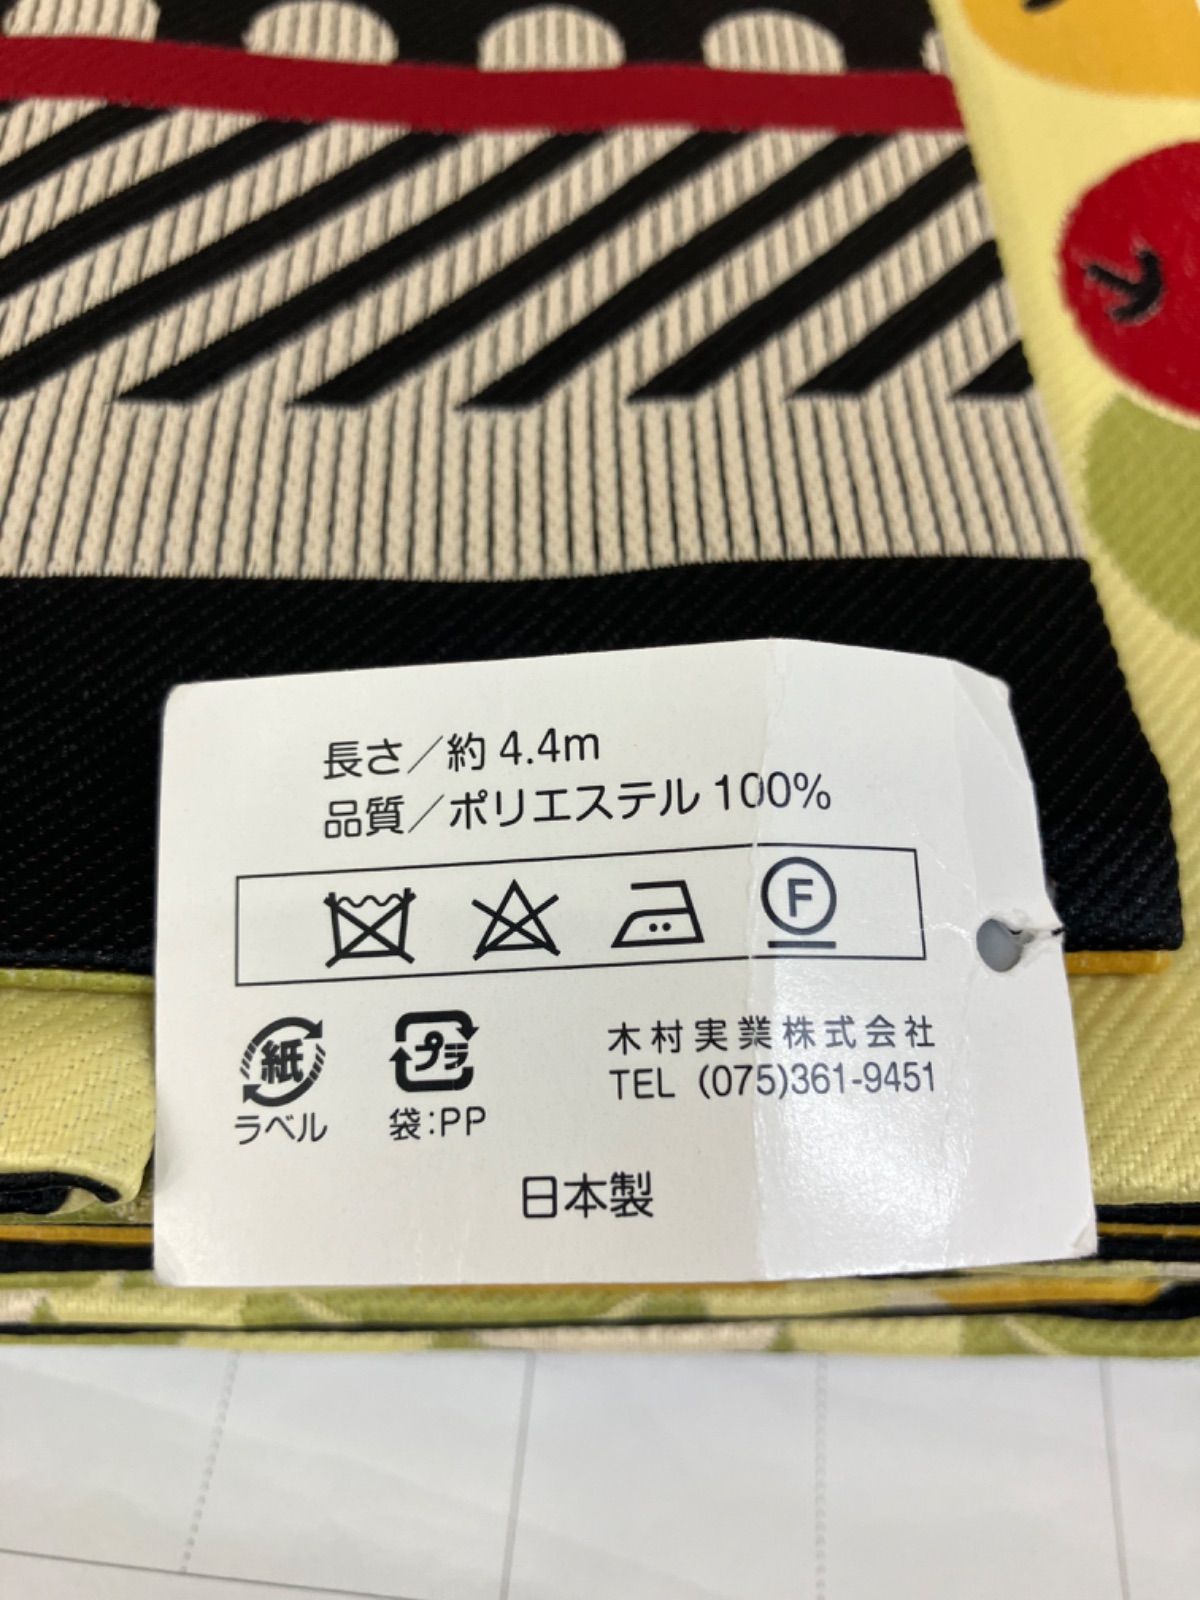 長さ／約 4.4m
品質／ポリエステル 100%
F
紙
プラ
ラベル
袋:PP
木村実業株式会社
TEL (075)361-9451
日本製